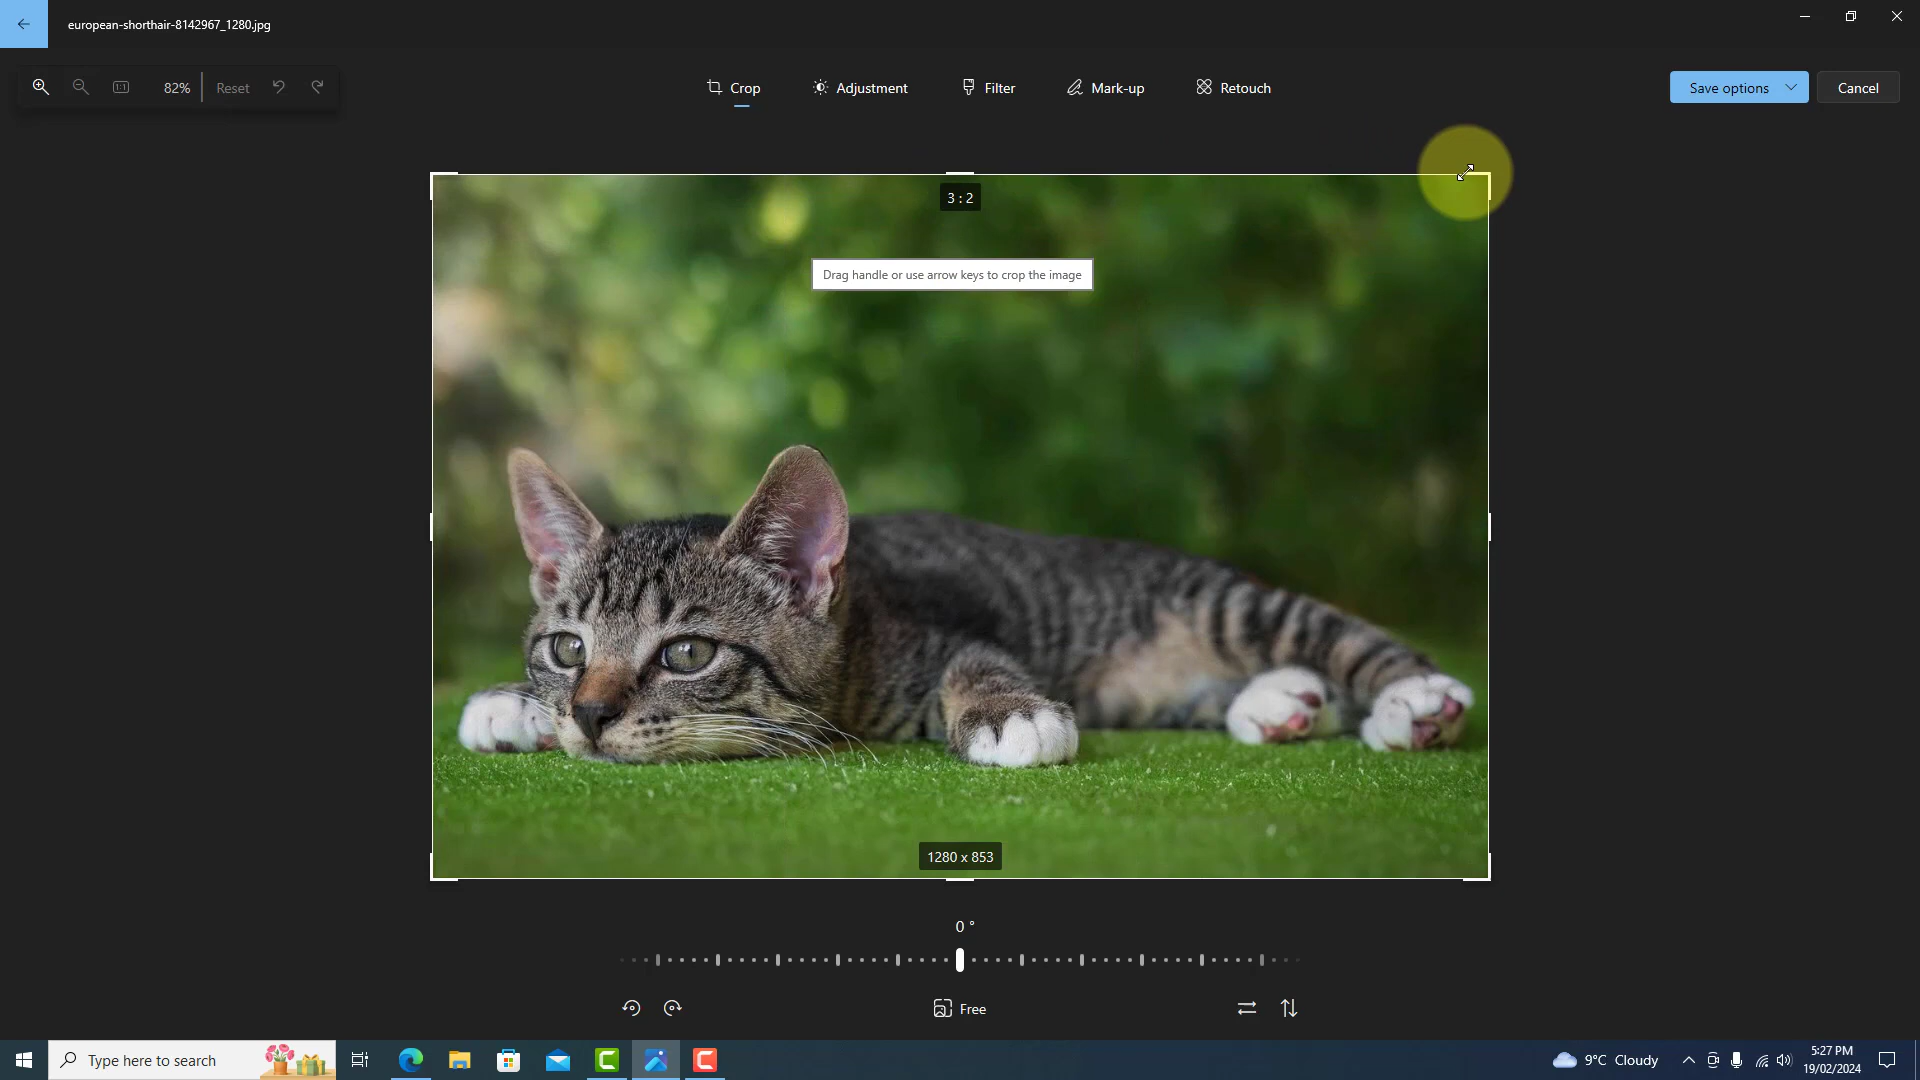 european-shorthair-8142967_1280.jpg
1:1
82%
Reset
Crop
Adjustment
Filter
Mark-up
Retouch
Save options
Cancel
3 : 2
Drag handle or use arrow keys to crop the image
1280 x 853
0 °
Free
Type here to search
9°C Cloudy
5:27 PM
19/02/2024